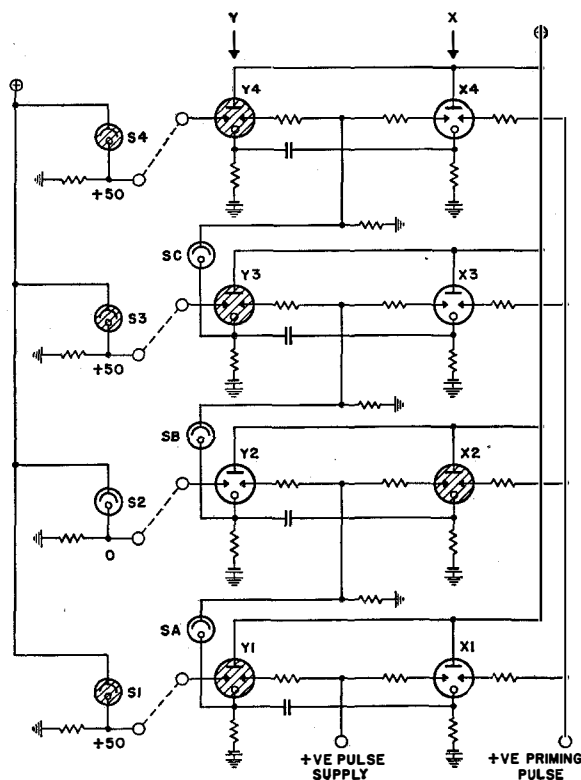 Y X
Y4 X4
S4
+50
SC
Y3 X3
S3
+50
SB
Y2 X2
S2
0
SA
Y1 X1
S1
+50
+VE PULSE SUPPLY
+VE PRIMING PULSE